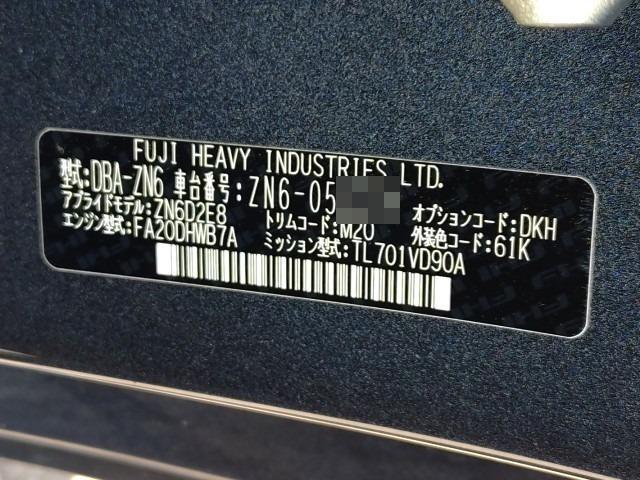 FUJI HEAVY INDUSTRIES LTD.
型式:DBA-ZN6 車台番号:ZN6-05
アプライドモデル:ZN6D2E8 トリムコード:M20 オプションコード:DKH
エンジン型式:FA20DHWB7A ミッション型式:TL701VD90A 外装色コード:61K